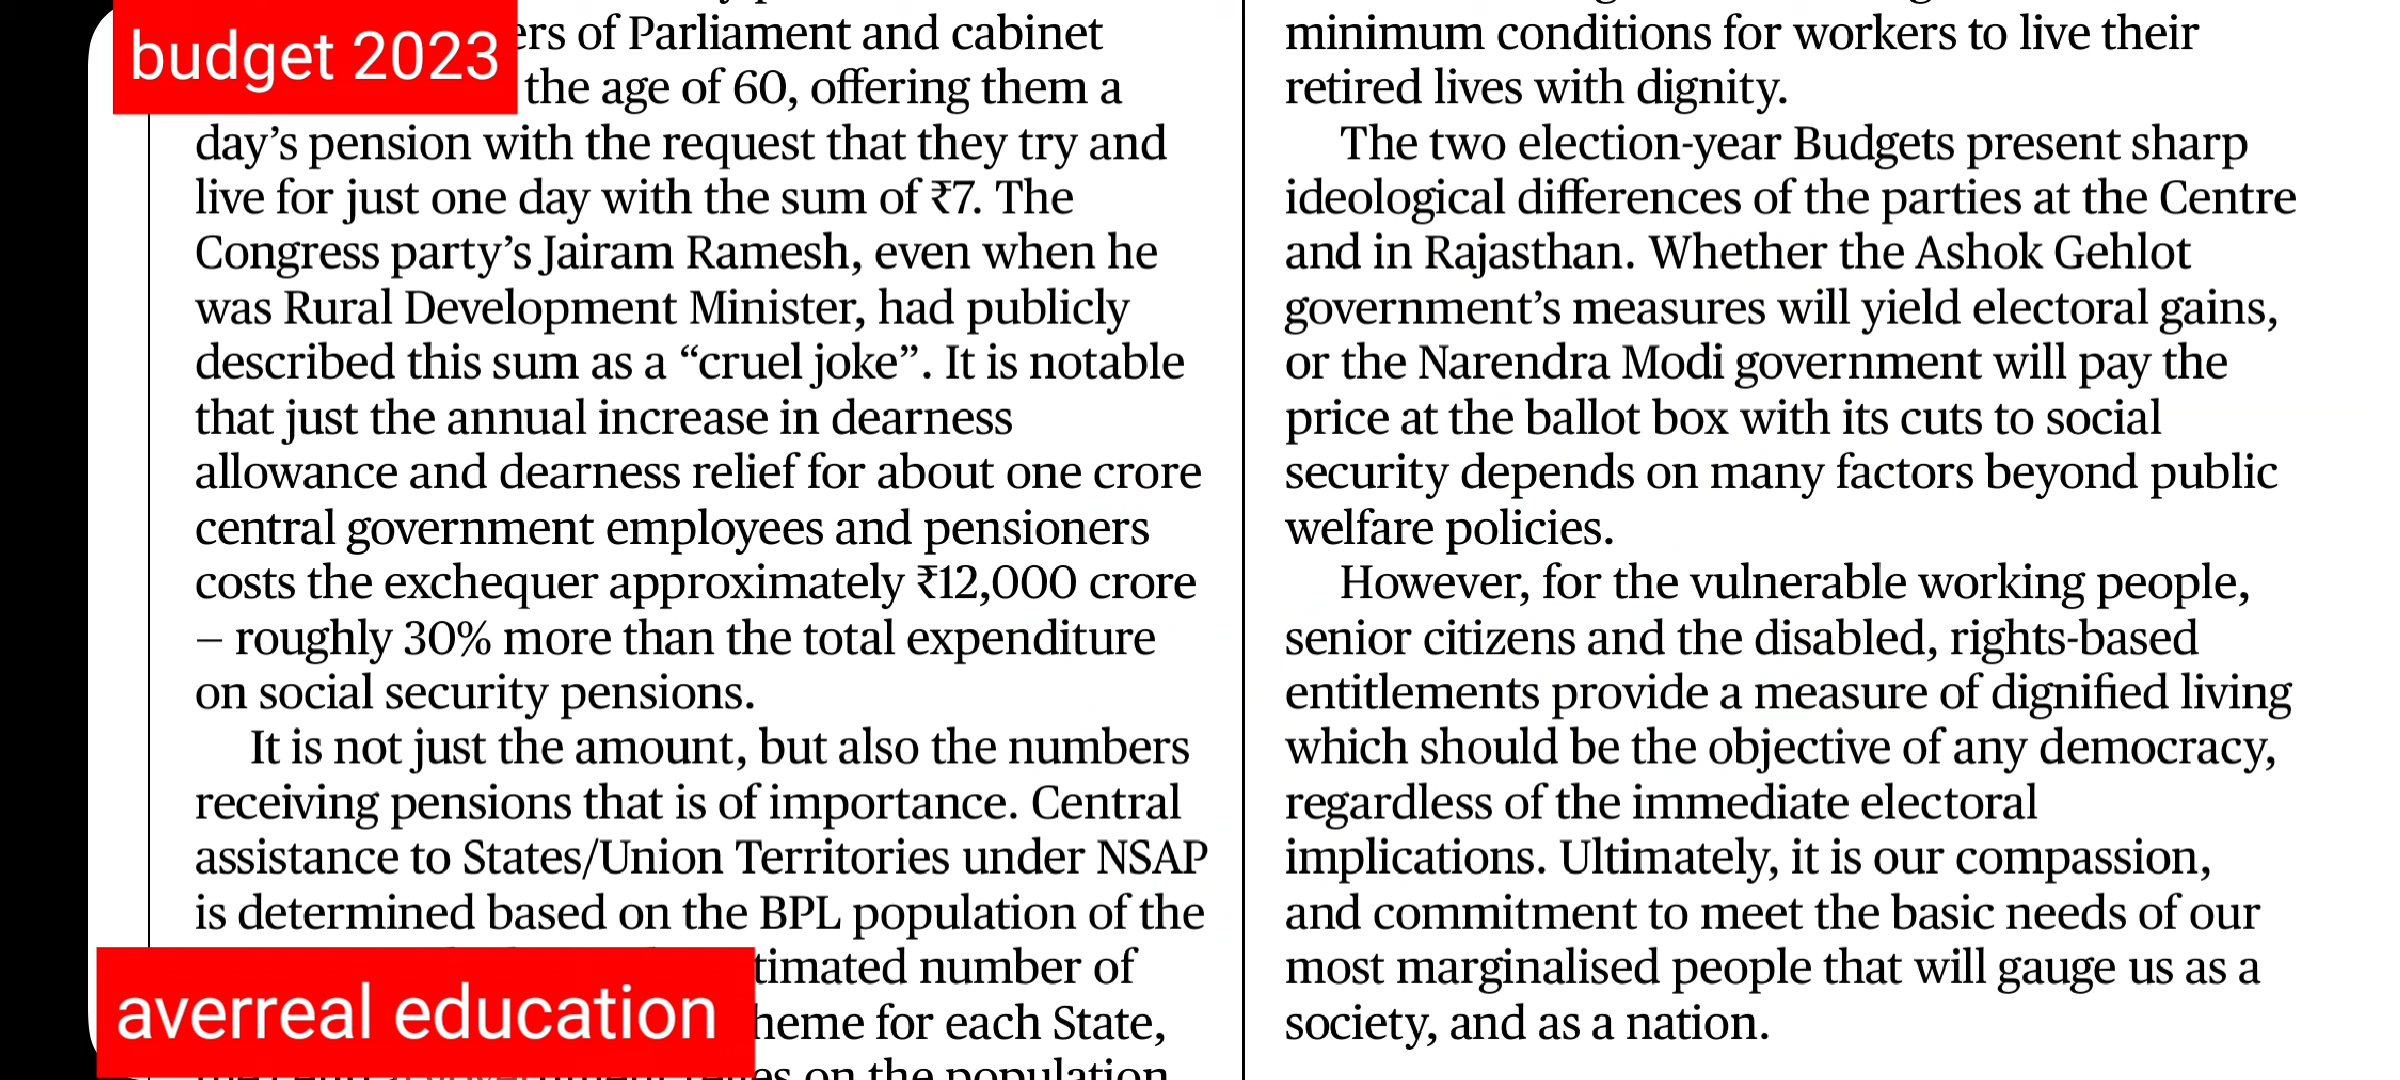 budget 2023
of Parliament and cabinet
the age of 60, offering them a
day's pension with the request that they try and
live for just one day with the sum of ₹7. The
Congress party's Jairam Ramesh, even when he
was Rural Development Minister, had publicly
described this sum as a “cruel joke”. It is notable
that just the annual increase in dearness
allowance and dearness relief for about one crore
central government employees and pensioners
costs the exchequer approximately ₹12,000 crore
– roughly 30% more than the total expenditure
on social security pensions.
It is not just the amount, but also the numbers
receiving pensions that is of importance. Central
assistance to States/Union Territories under NSAP
is determined based on the BPL population of the
number of
for each State,
on the population
averreal education
minimum conditions for workers to live their
retired lives with dignity.
The two election-year Budgets present sharp
ideological differences of the parties at the Centre
and in Rajasthan. Whether the Ashok Gehlot
government's measures will yield electoral gains,
or the Narendra Modi government will pay the
price at the ballot box with its cuts to social
security depends on many factors beyond public
welfare policies.
However, for the vulnerable working people,
senior citizens and the disabled, rights-based
entitlements provide a measure of dignified living
which should be the objective of any democracy,
regardless of the immediate electoral
implications. Ultimately, it is our compassion,
and commitment to meet the basic needs of our
most marginalised people that will gauge us as a
society, and as a nation.